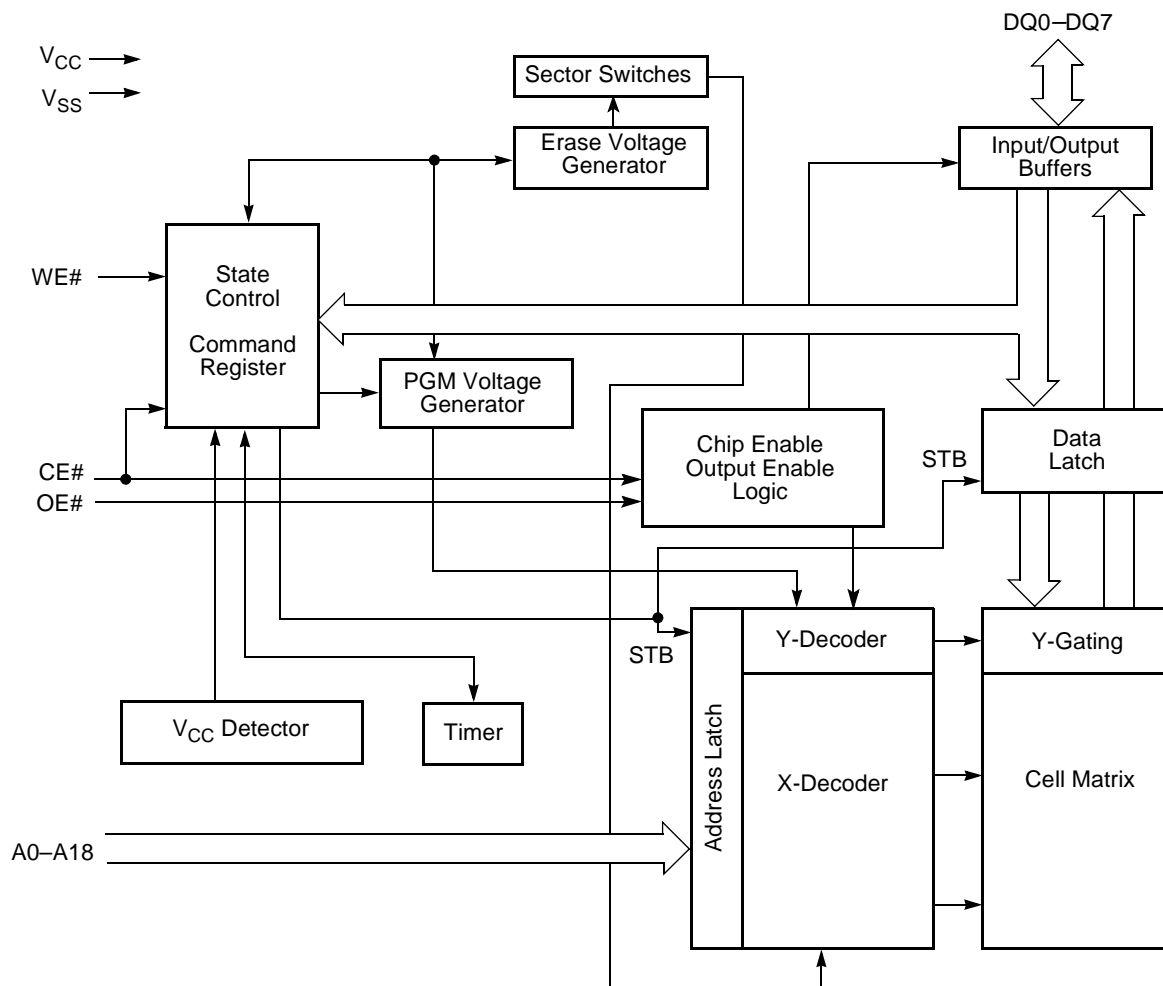 DQ0–DQ7
VCC
VSS
Sector Switches
Erase Voltage
Generator
Input/Output
Buffers
WE#
State
Control
Command
Register
PGM Voltage
Generator
Chip Enable
Output Enable
Logic
Data
Latch
STB
CE#
OE#
STB
Y-Decoder
Y-Gating
VCC Detector
Timer
Address Latch
X-Decoder
Cell Matrix
A0–A18